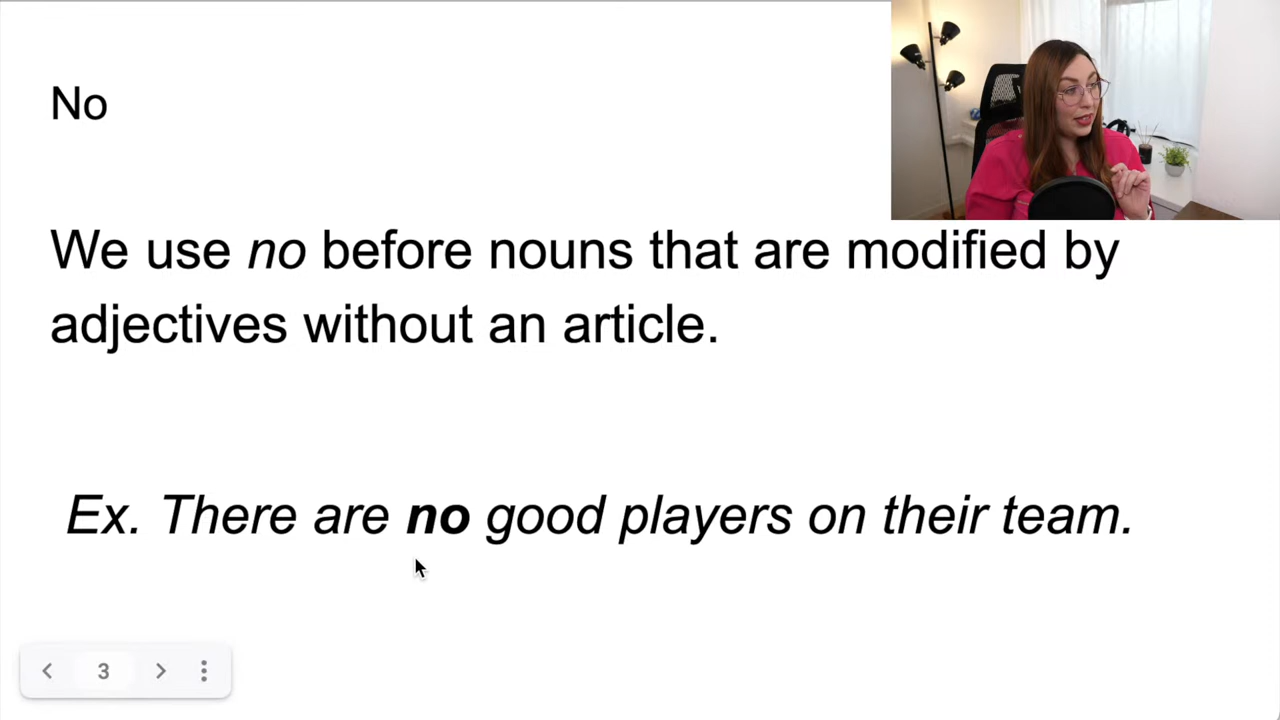 No
We use no before nouns that are modified by
adjectives without an article.
Ex. There are no good players on their team.
3